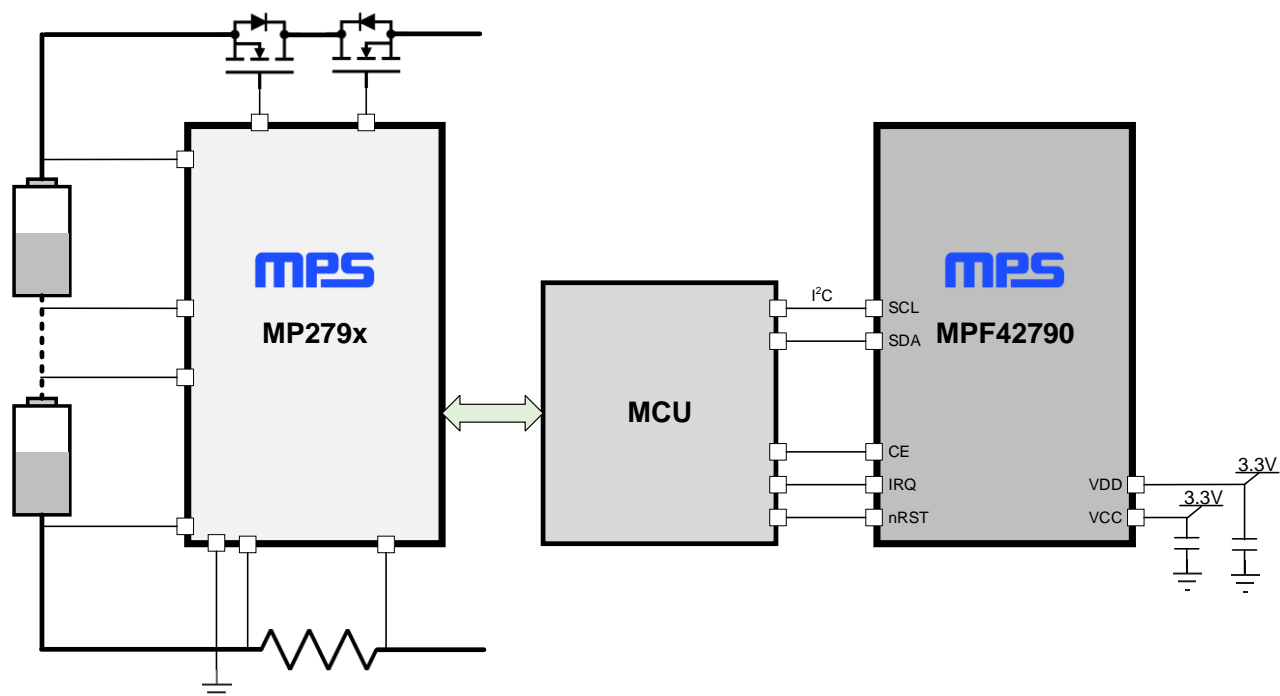 mps
MP279x
MCU
I²C
mps
MPF42790
SCL
SDA
CE
IRQ
nRST
VDD
VCC
3.3V
3.3V